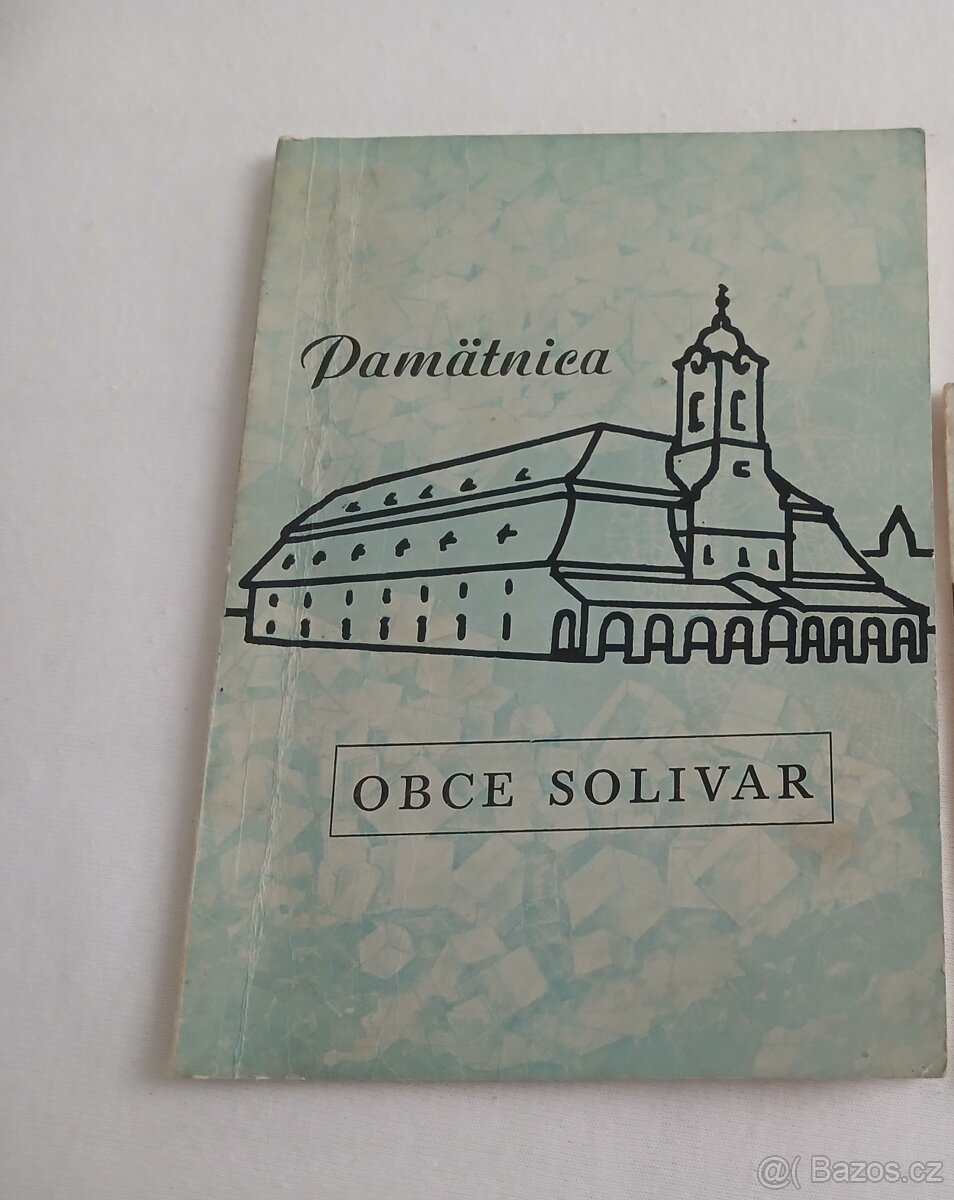 Pamätnica
OBCE SOLIVAR
@( Bazos.cz